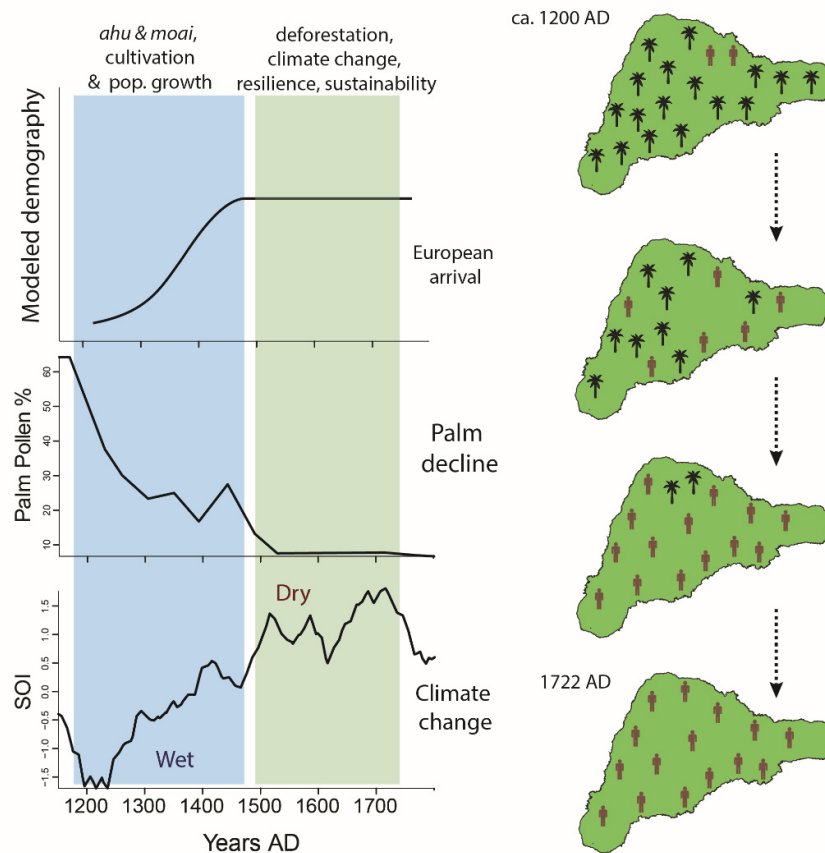 ahu & moai,
cultivation
& pop. growth
deforestation,
climate change,
resilience, sustainability
Modeled demography
European
arrival
Palm Pollen %
60
50
40
30
20
10
Palm
decline
SOI
1.5
1.0
0.5
0.0
-0.5
-1.0
-1.5
Dry
Wet
Climate
change
1200 1300 1400 1500 1600 1700
Years AD
ca. 1200 AD
1722 AD